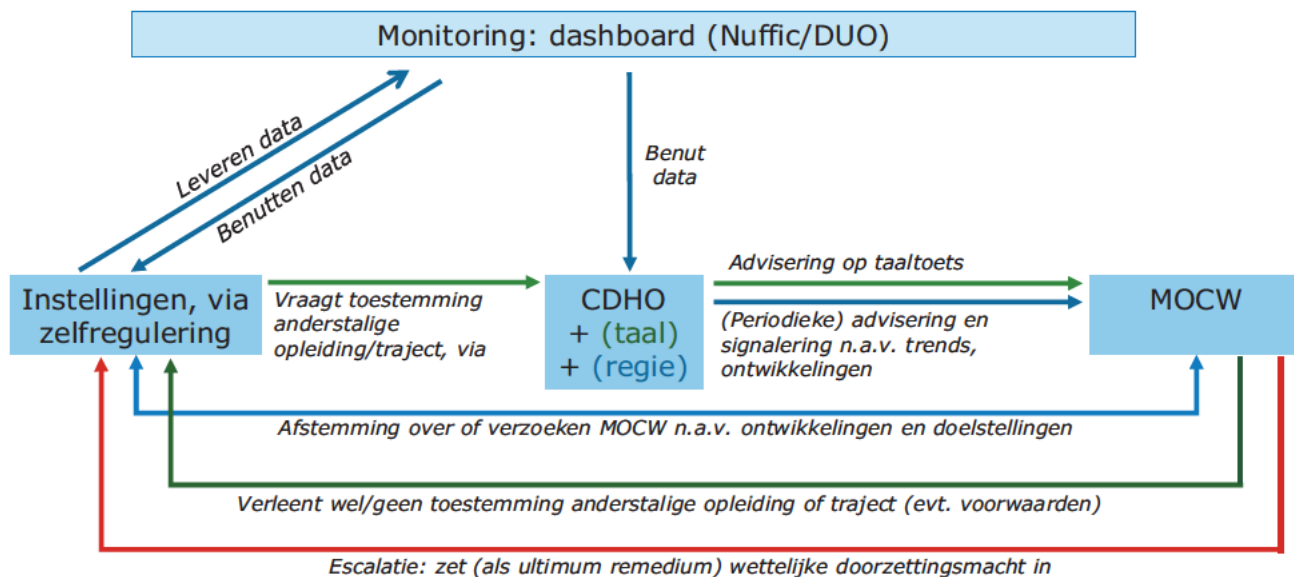 Monitoring: dashboard (Nuffic/DUO)
Leveren data
Benutten data
Benut
data
Instellingen, via
zelfregulering
Vraagt toestemming
anderstalige
opleiding/traject, via
CDHO
+ (taal)
+ (regie)
Advisering op taaltoets
(Periodieke) advisering en
signalering n.a.v. trends,
ontwikkelingen
MOCW
Afstemming over of verzoeken MOCW n.a.v. ontwikkelingen en doelstellingen
Verleent wel/geen toestemming anderstalige opleiding of traject (evt. voorwaarden)
Escalatie: zet (als ultimum remedium) wettelijke doorzettingsmacht in